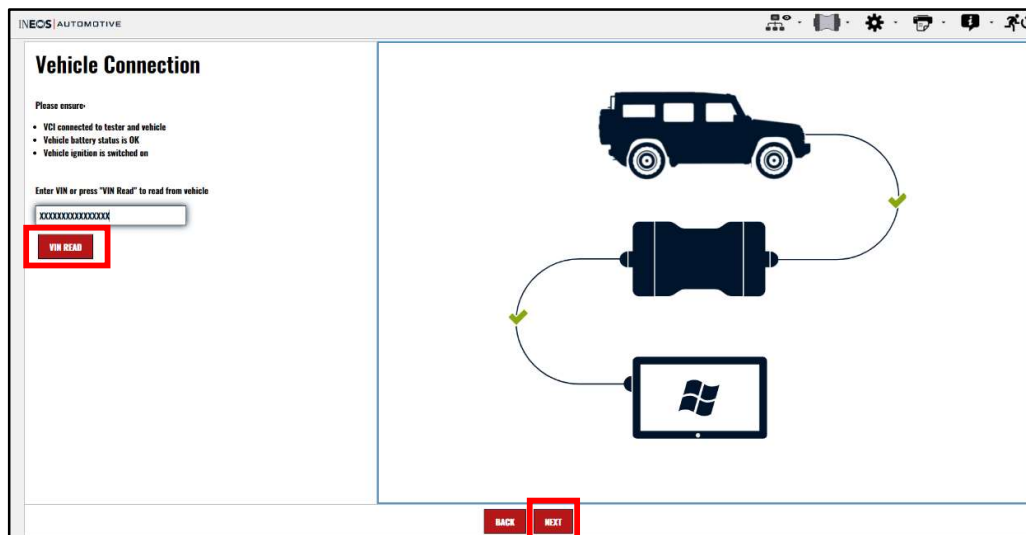 INEOS | AUTOMOTIVE
Vehicle Connection
Please ensure:
• VCI connected to tester and vehicle
• Vehicle battery status is OK
• Vehicle ignition is switched on
Enter VIN or press "VIN Read" to read from vehicle
XXXXXXXXXXXXXXXX
VIN READ
BACK NEXT